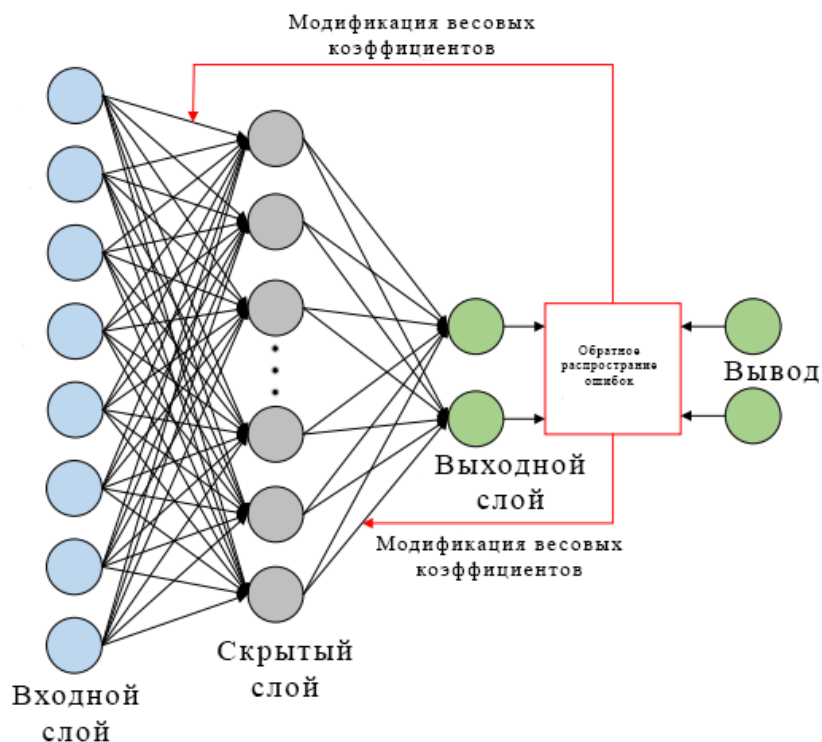 Модификация весовых
коэффициентов
Обратное
распространие
ошибок
Вывод
Выходной
слой
Модификация весовых
коэффициентов
Скрытый
слой
Входной
слой